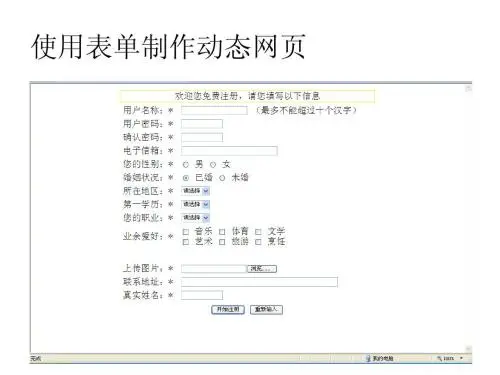 使用表单制作动态网页
欢迎您免费注册，请您填写以下信息
用户名称：* （最多不能超过十个汉字）
用户密码：*
确认密码：*
电子信箱：*
您的性别：* 男 女
婚姻状况：* 已婚 未婚
所在地区：* 请选择
第一学历：* 请选择
您的职业：* 请选择
业余爱好：* 音乐 体育 文学
艺术 旅游 烹饪
上传图片：* 浏览...
联系地址：*
真实姓名：*
开始注册 重新输入
完成 我的电脑 100%